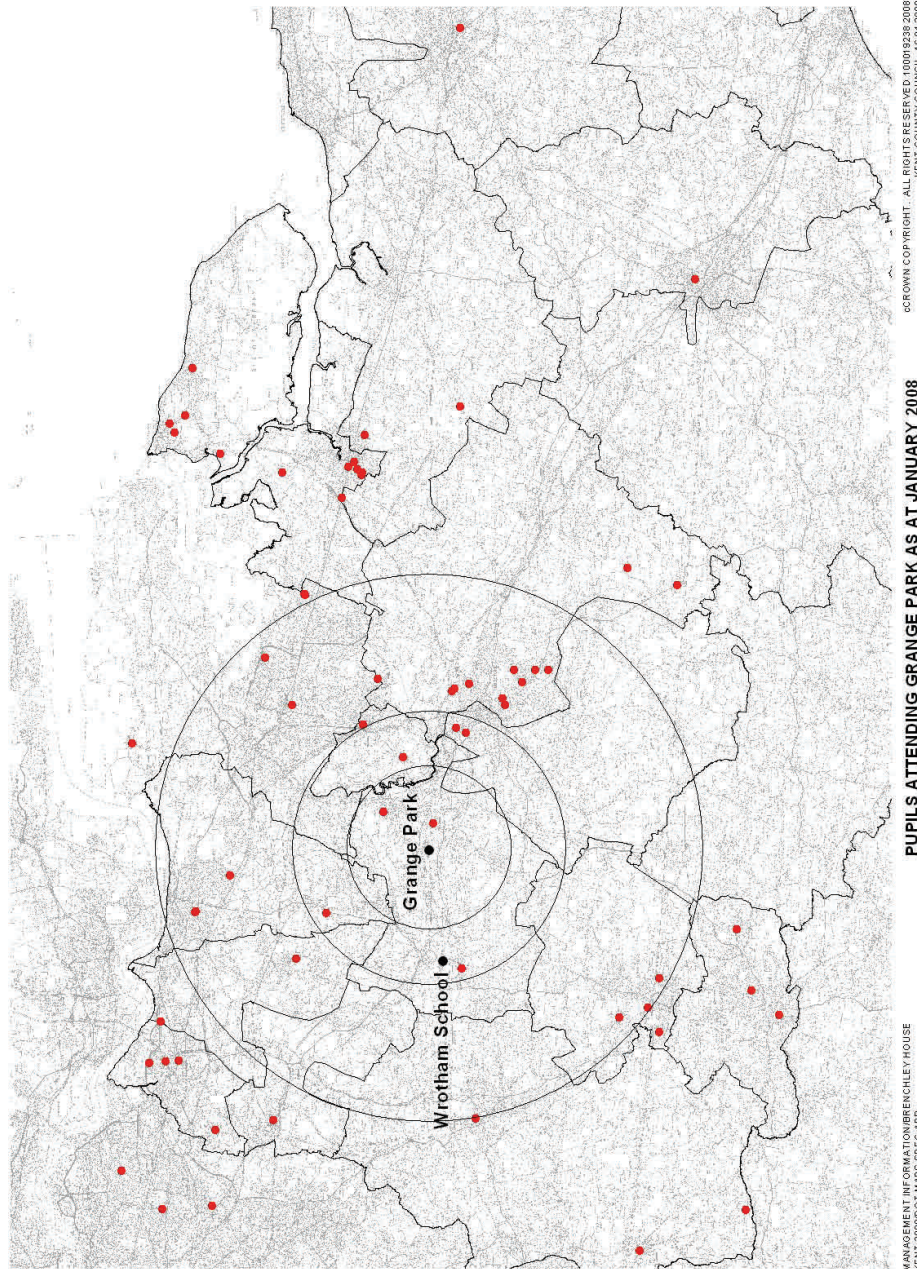 Grange Park
Wrotham School
PUPILS ATTENDING GRANGE PARK AS AT JANUARY 2008
cCROWN COPYRIGHT. ALL RIGHTS RESERVED.100019238.2008
MANAGEMENT INFORMATION/BRENCHLEY HOUSE